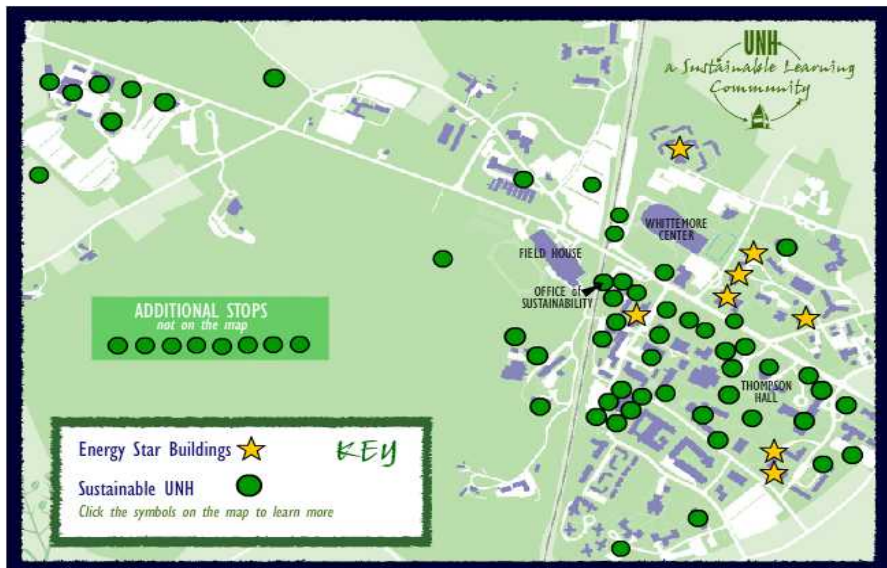 UNH
a Sustainable Learning
Community
WHITTEMORE
CENTER
FIELD HOUSE
OFFICE of
SUSTAINABILITY
ADDITIONAL STOPS
not on the map
THOMPSON
HALL
KEY
Energy Star Buildings
Sustainable UNH
Click the symbols on the map to learn more